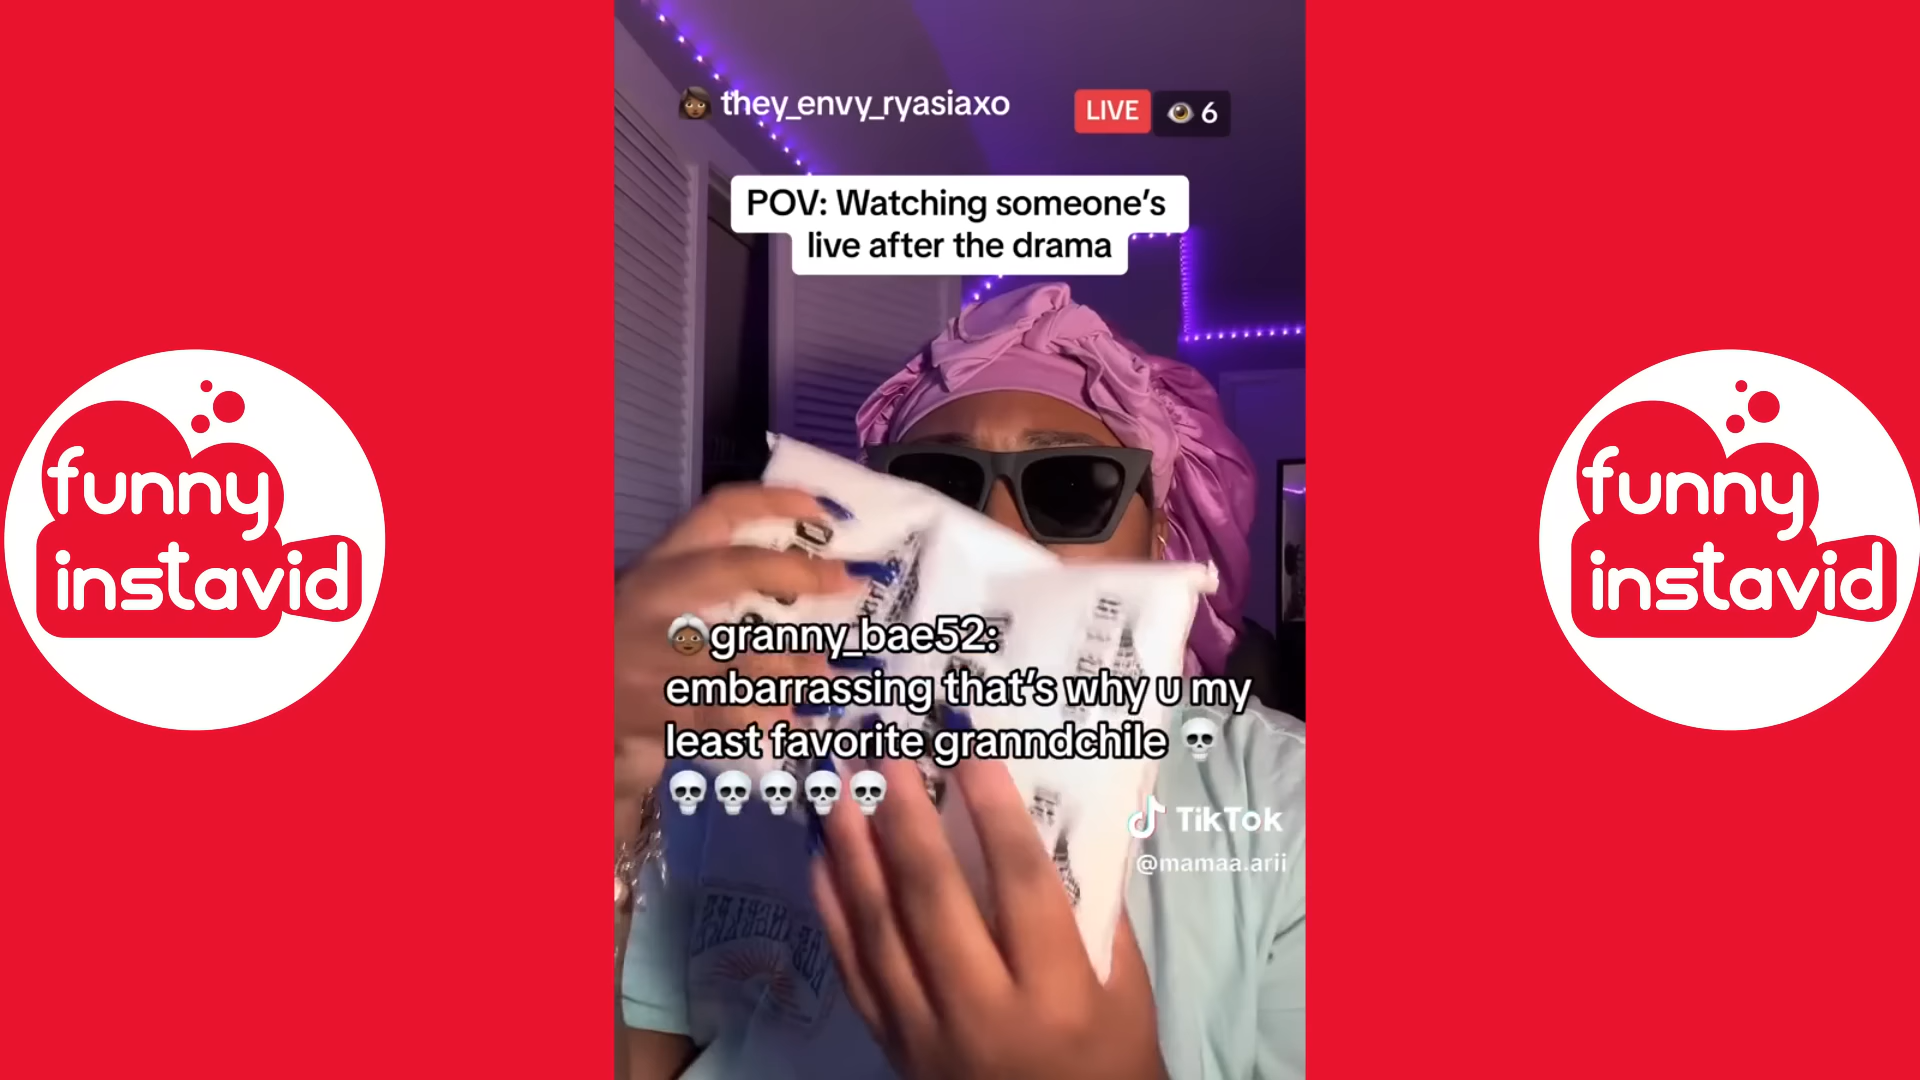 they_envy_ryasiaxo
LIVE 6
POV: Watching someone's
live after the drama
granny_bae52:
embarrassing that's why u my
least favorite granndchile
TikTok
@mamaa.arii
funny
instavid
funny
instavid